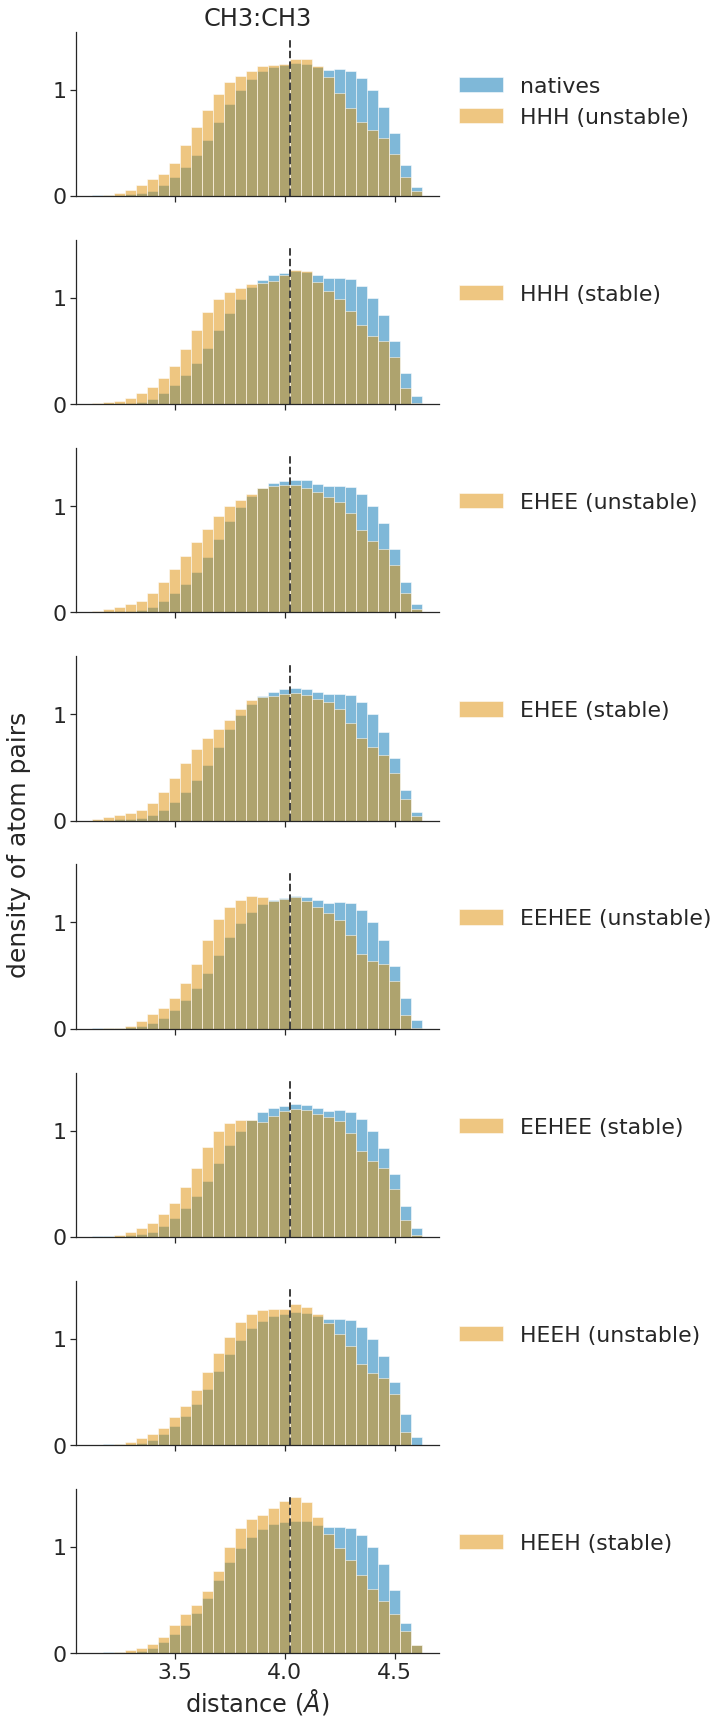 CH3:CH3
1
0
natives
HHH (unstable)
1
0
HHH (stable)
1
0
EHEE (unstable)
1
0
EHEE (stable)
density of atom pairs
1
0
EEHEE (unstable)
1
0
EEHEE (stable)
1
0
HEEH (unstable)
1
0
HEEH (stable)
3.5 4.0 4.5
distance (Å)